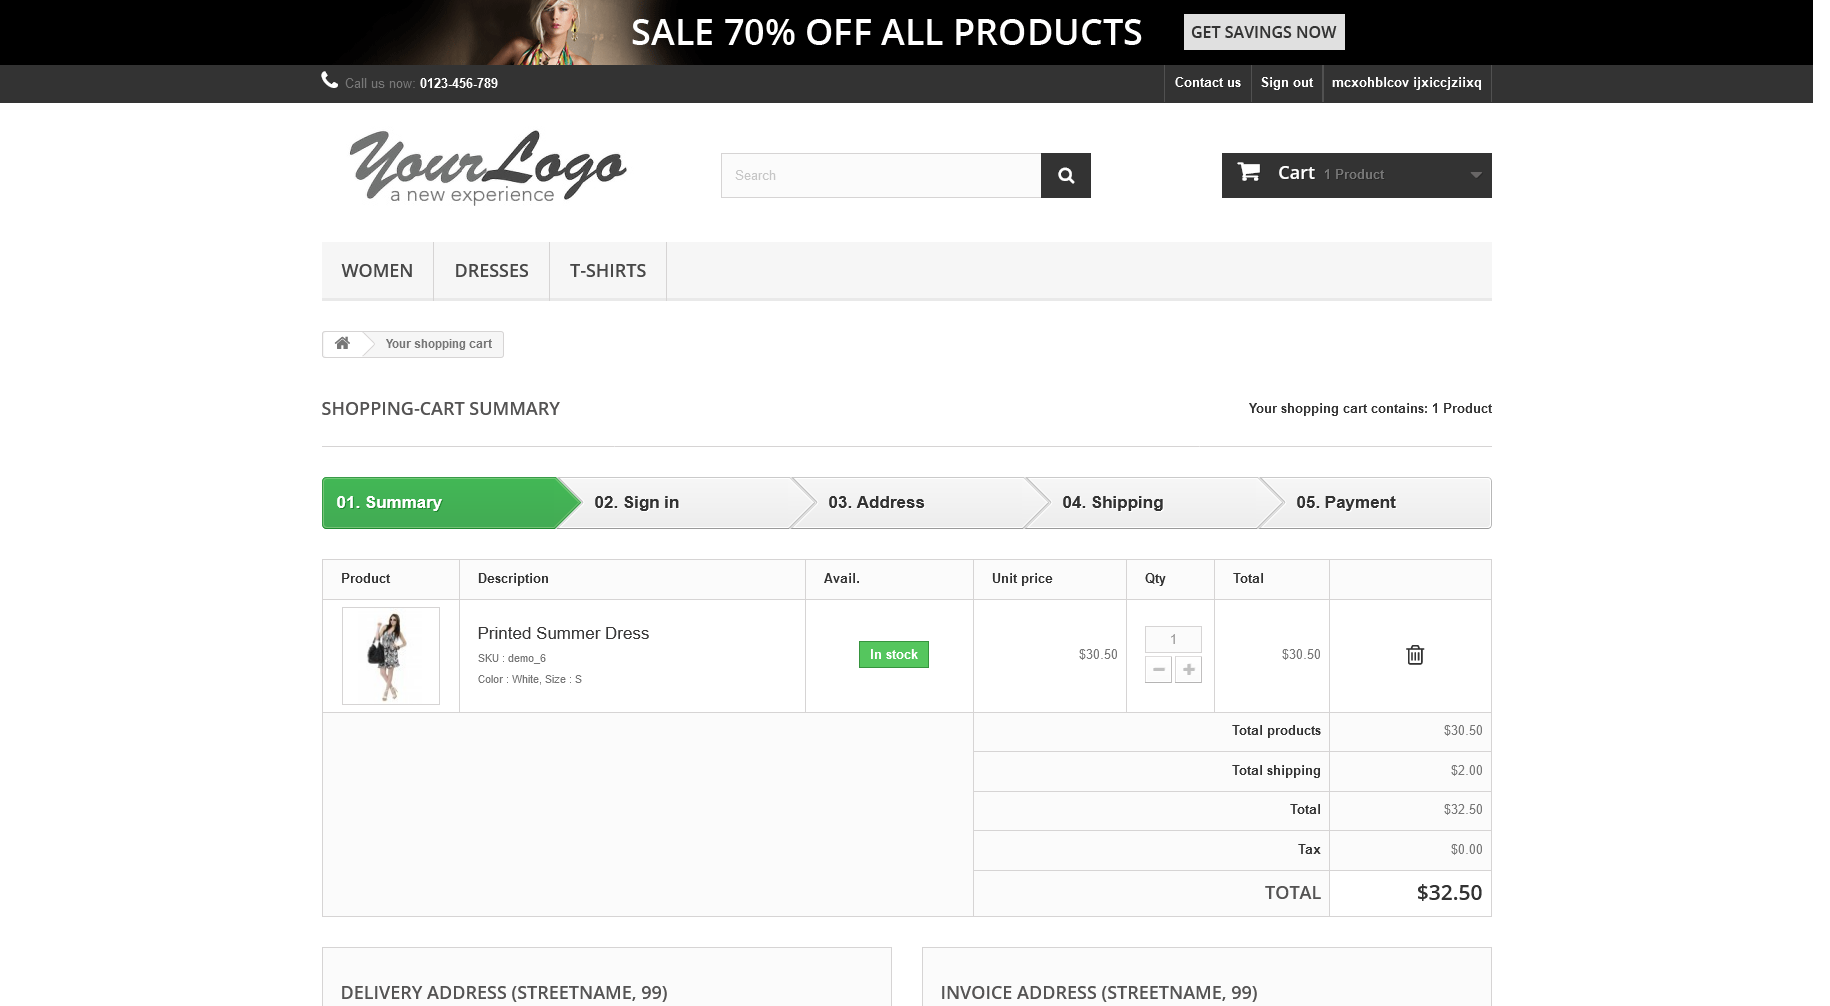 SALE 70% OFF ALL PRODUCTS GET SAVINGS NOW
Call us now: 0123-456-789 Contact us Sign out mcxohblcov ijxiccjziixq
YourLogo
a new experience
Search
Cart 1 Product
WOMEN DRESSES T-SHIRTS
Your shopping cart
SHOPPING-CART SUMMARY Your shopping cart contains: 1 Product
01. Summary 02. Sign in 03. Address 04. Shipping 05. Payment
Product Description Avail. Unit price Qty Total
Printed Summer Dress
SKU : demo_6
Color : White, Size : S
In stock $30.50 1 $30.50
Total products $30.50
Total shipping $2.00
Total $32.50
Tax $0.00
TOTAL $32.50
DELIVERY ADDRESS (STREETNAME, 99) INVOICE ADDRESS (STREETNAME, 99)